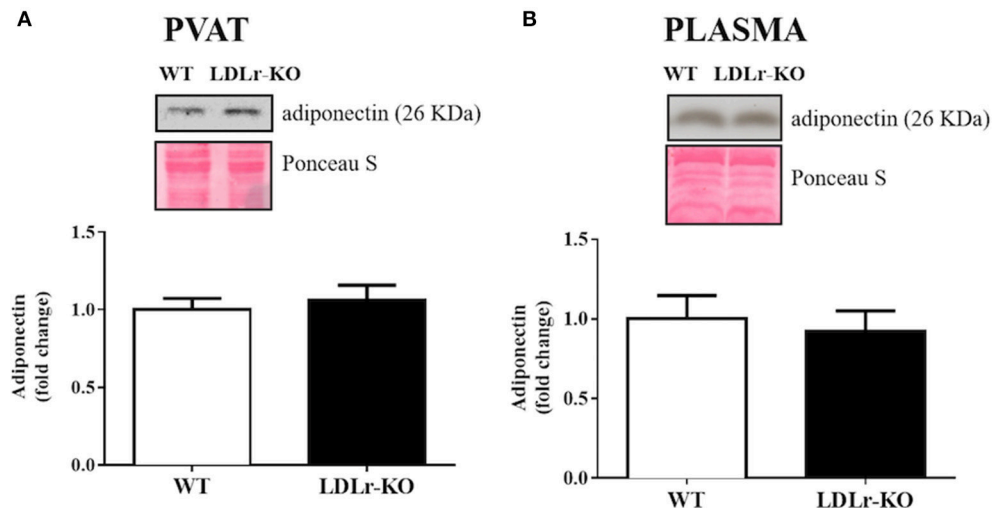 A
PVAT
WT LDLr-KO
adiponectin (26 KDa)
Ponceau S
1.5
1.0
0.5
0.0
Adiponectin
(fold change)
WT
LDLr-KO
B
PLASMA
WT LDLr-KO
adiponectin (26 KDa)
Ponceau S
1.5
1.0
0.5
0.0
Adiponectin
(fold change)
WT
LDLr-KO